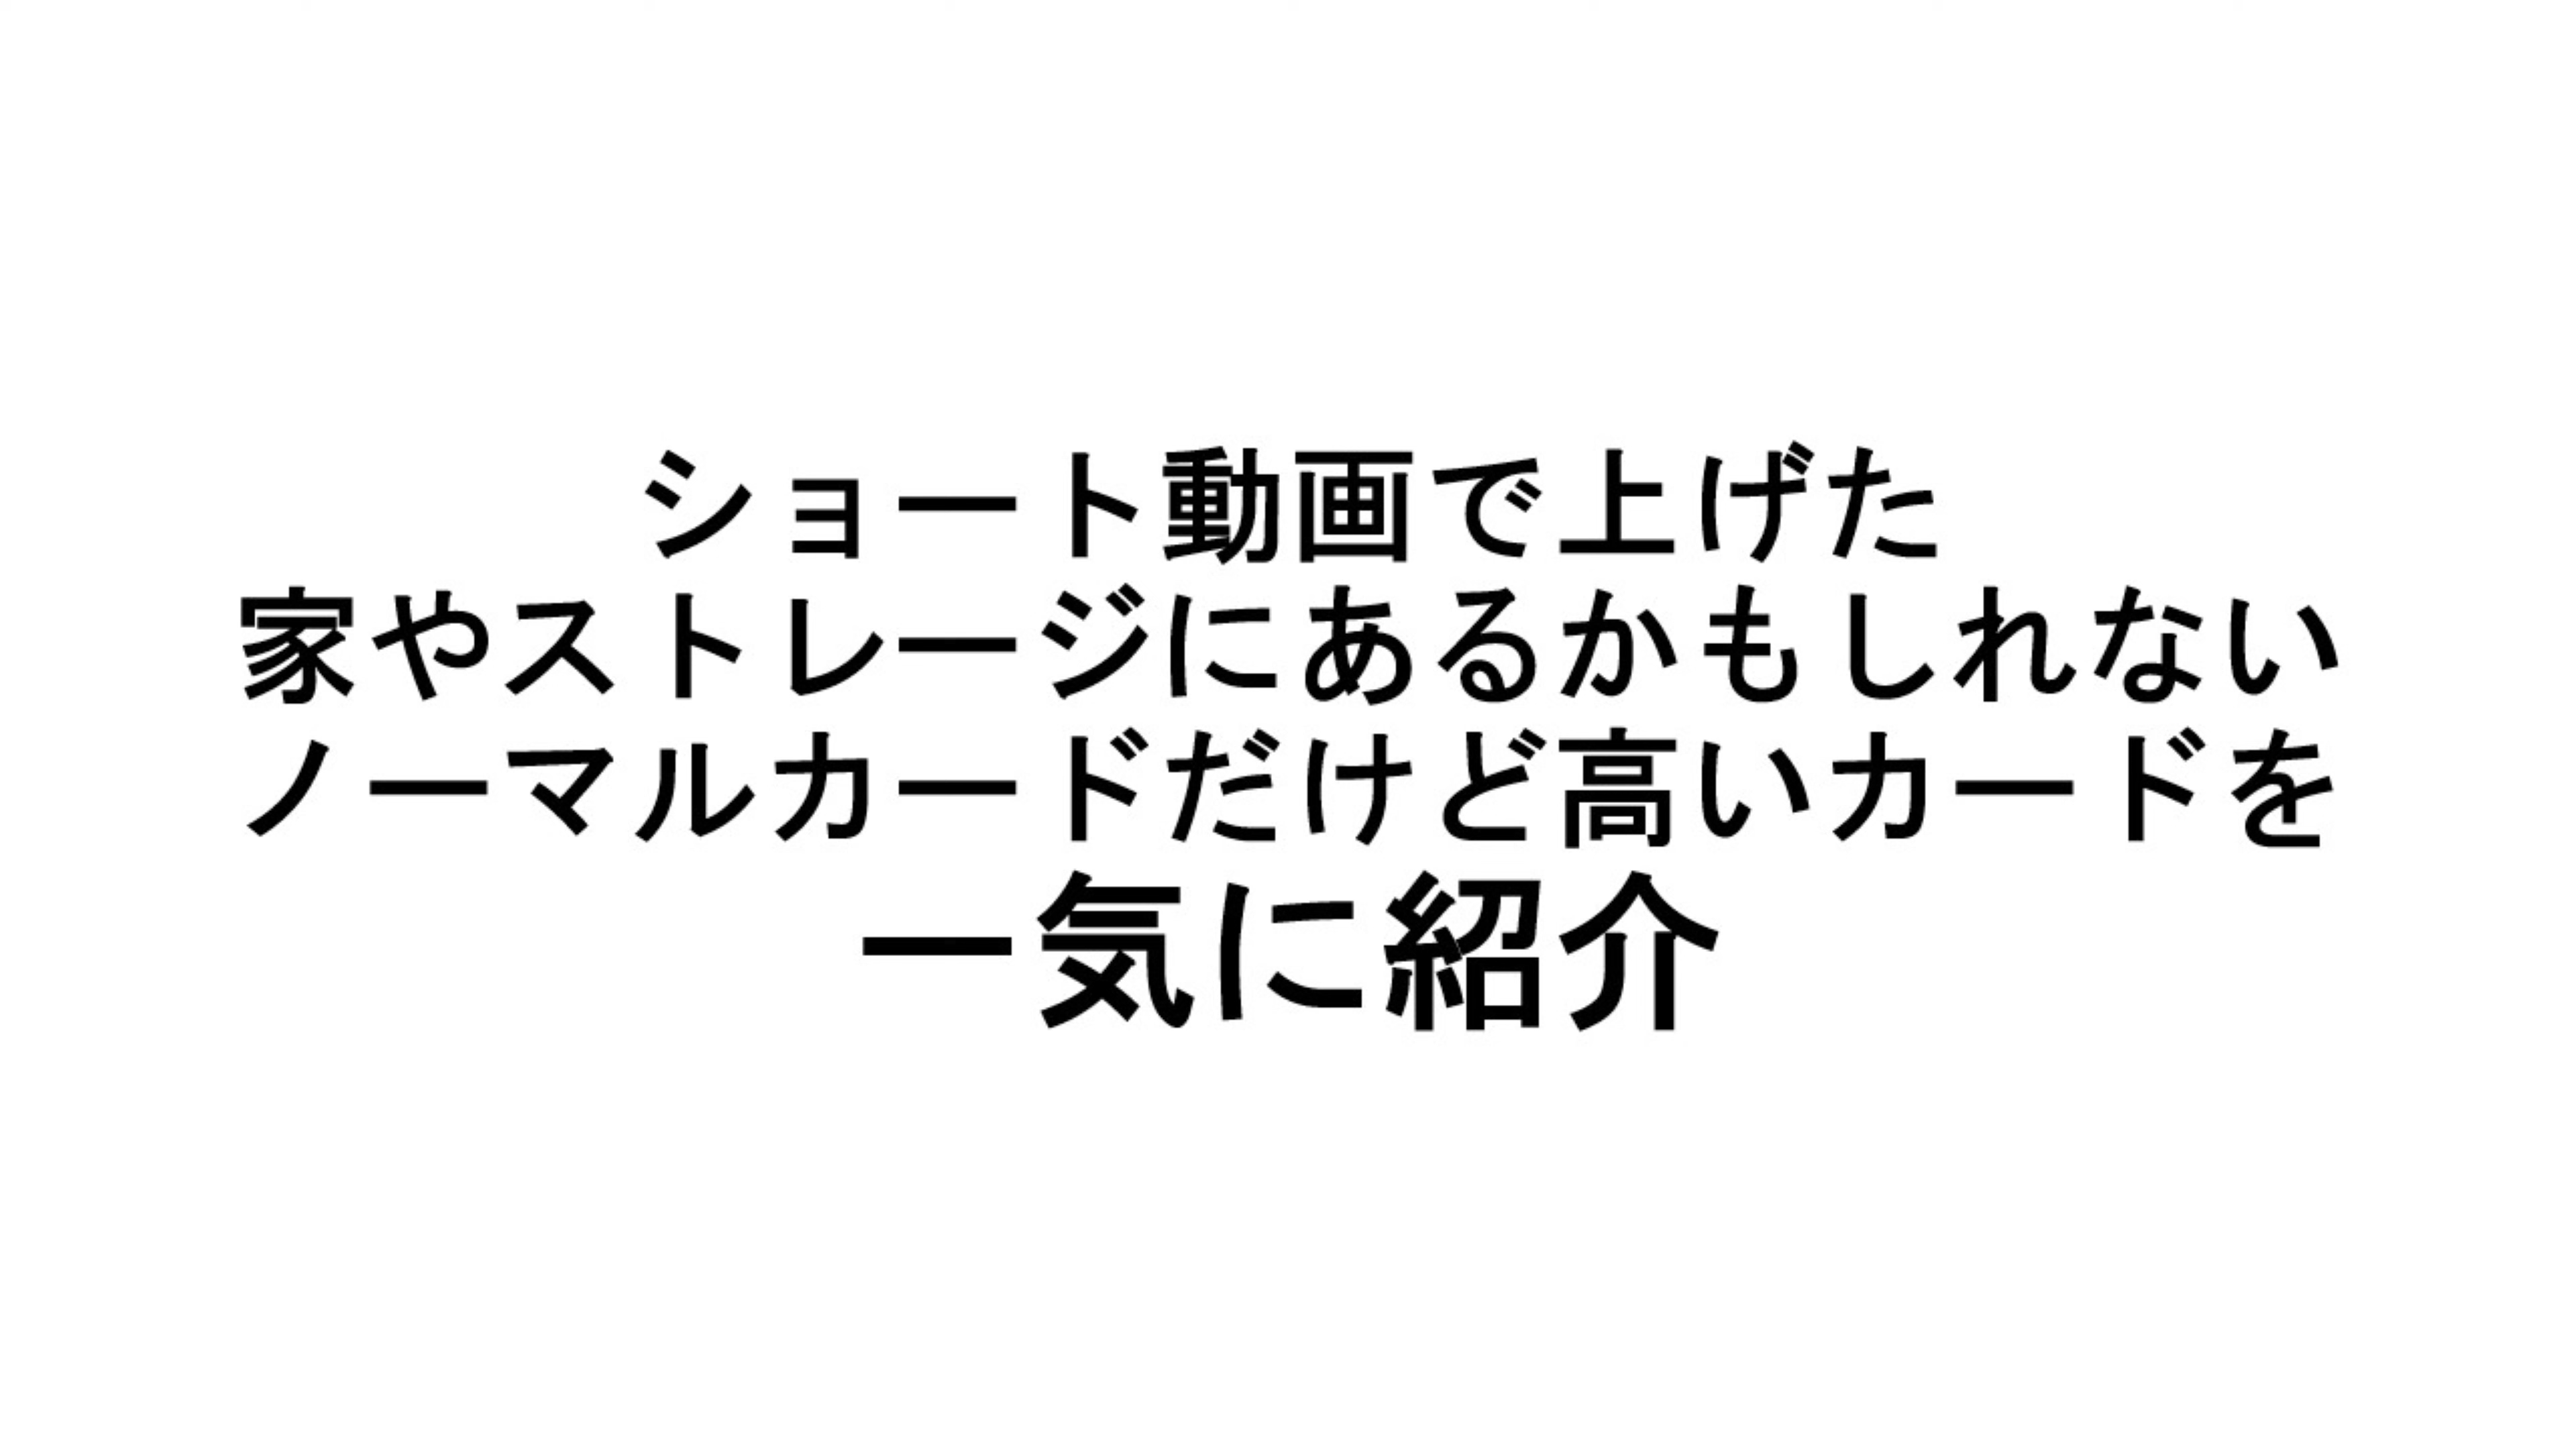 ショート動画で上げた
家やストレージにあるかもしれない
ノーマルカードだけど高いカードを
一気に紹介